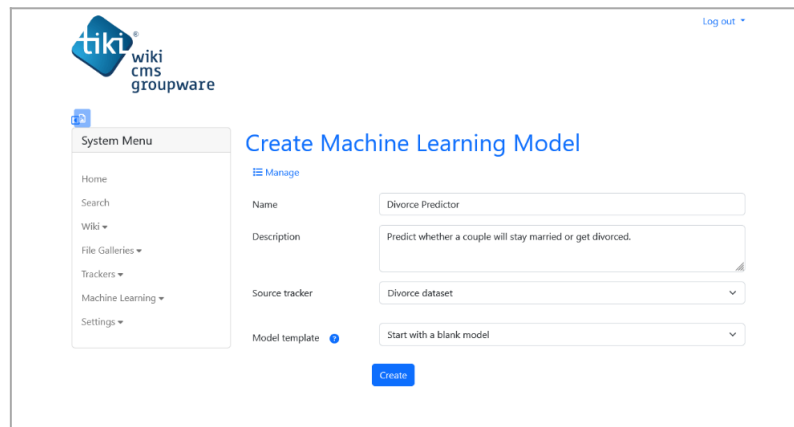 Log out
tiki®
wiki
cms
groupware
System Menu
Home
Search
Wiki
File Galleries
Trackers
Machine Learning
Settings
Create Machine Learning Model
Manage
Name
Divorce Predictor
Description
Predict whether a couple will stay married or get divorced.
Source tracker
Divorce dataset
Model template ?
Start with a blank model
Create